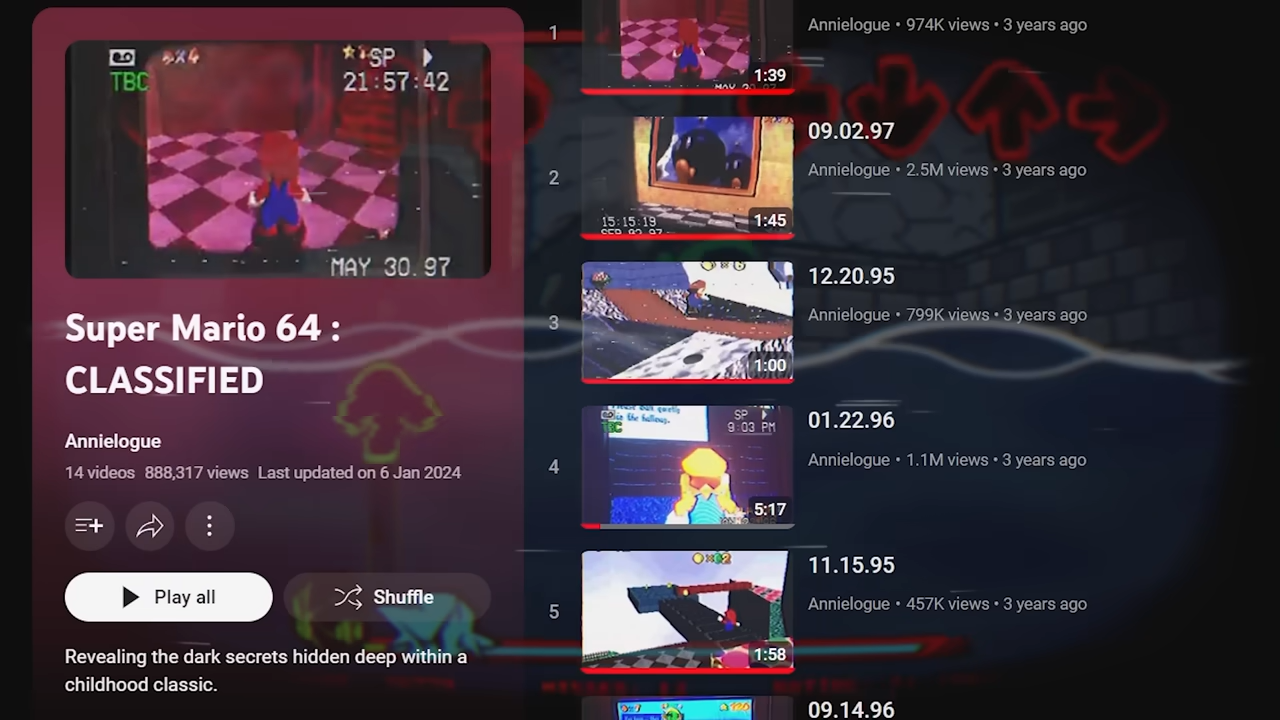 TBC
SP
21:57:42
MAY 30.97
Super Mario 64 :
CLASSIFIED
Annielogue
14 videos 888,317 views Last updated on 6 Jan 2024
Play all
Shuffle
Revealing the dark secrets hidden deep within a
childhood classic.
1
1:39
Annielogue • 974K views • 3 years ago
2
15:15:19
1:45
09.02.97
Annielogue • 2.5M views • 3 years ago
3
1:00
12.20.95
Annielogue • 799K views • 3 years ago
4
SP
9:03 PM
TBC
5:17
01.22.96
Annielogue • 1.1M views • 3 years ago
5
1:58
11.15.95
Annielogue • 457K views • 3 years ago
09.14.96